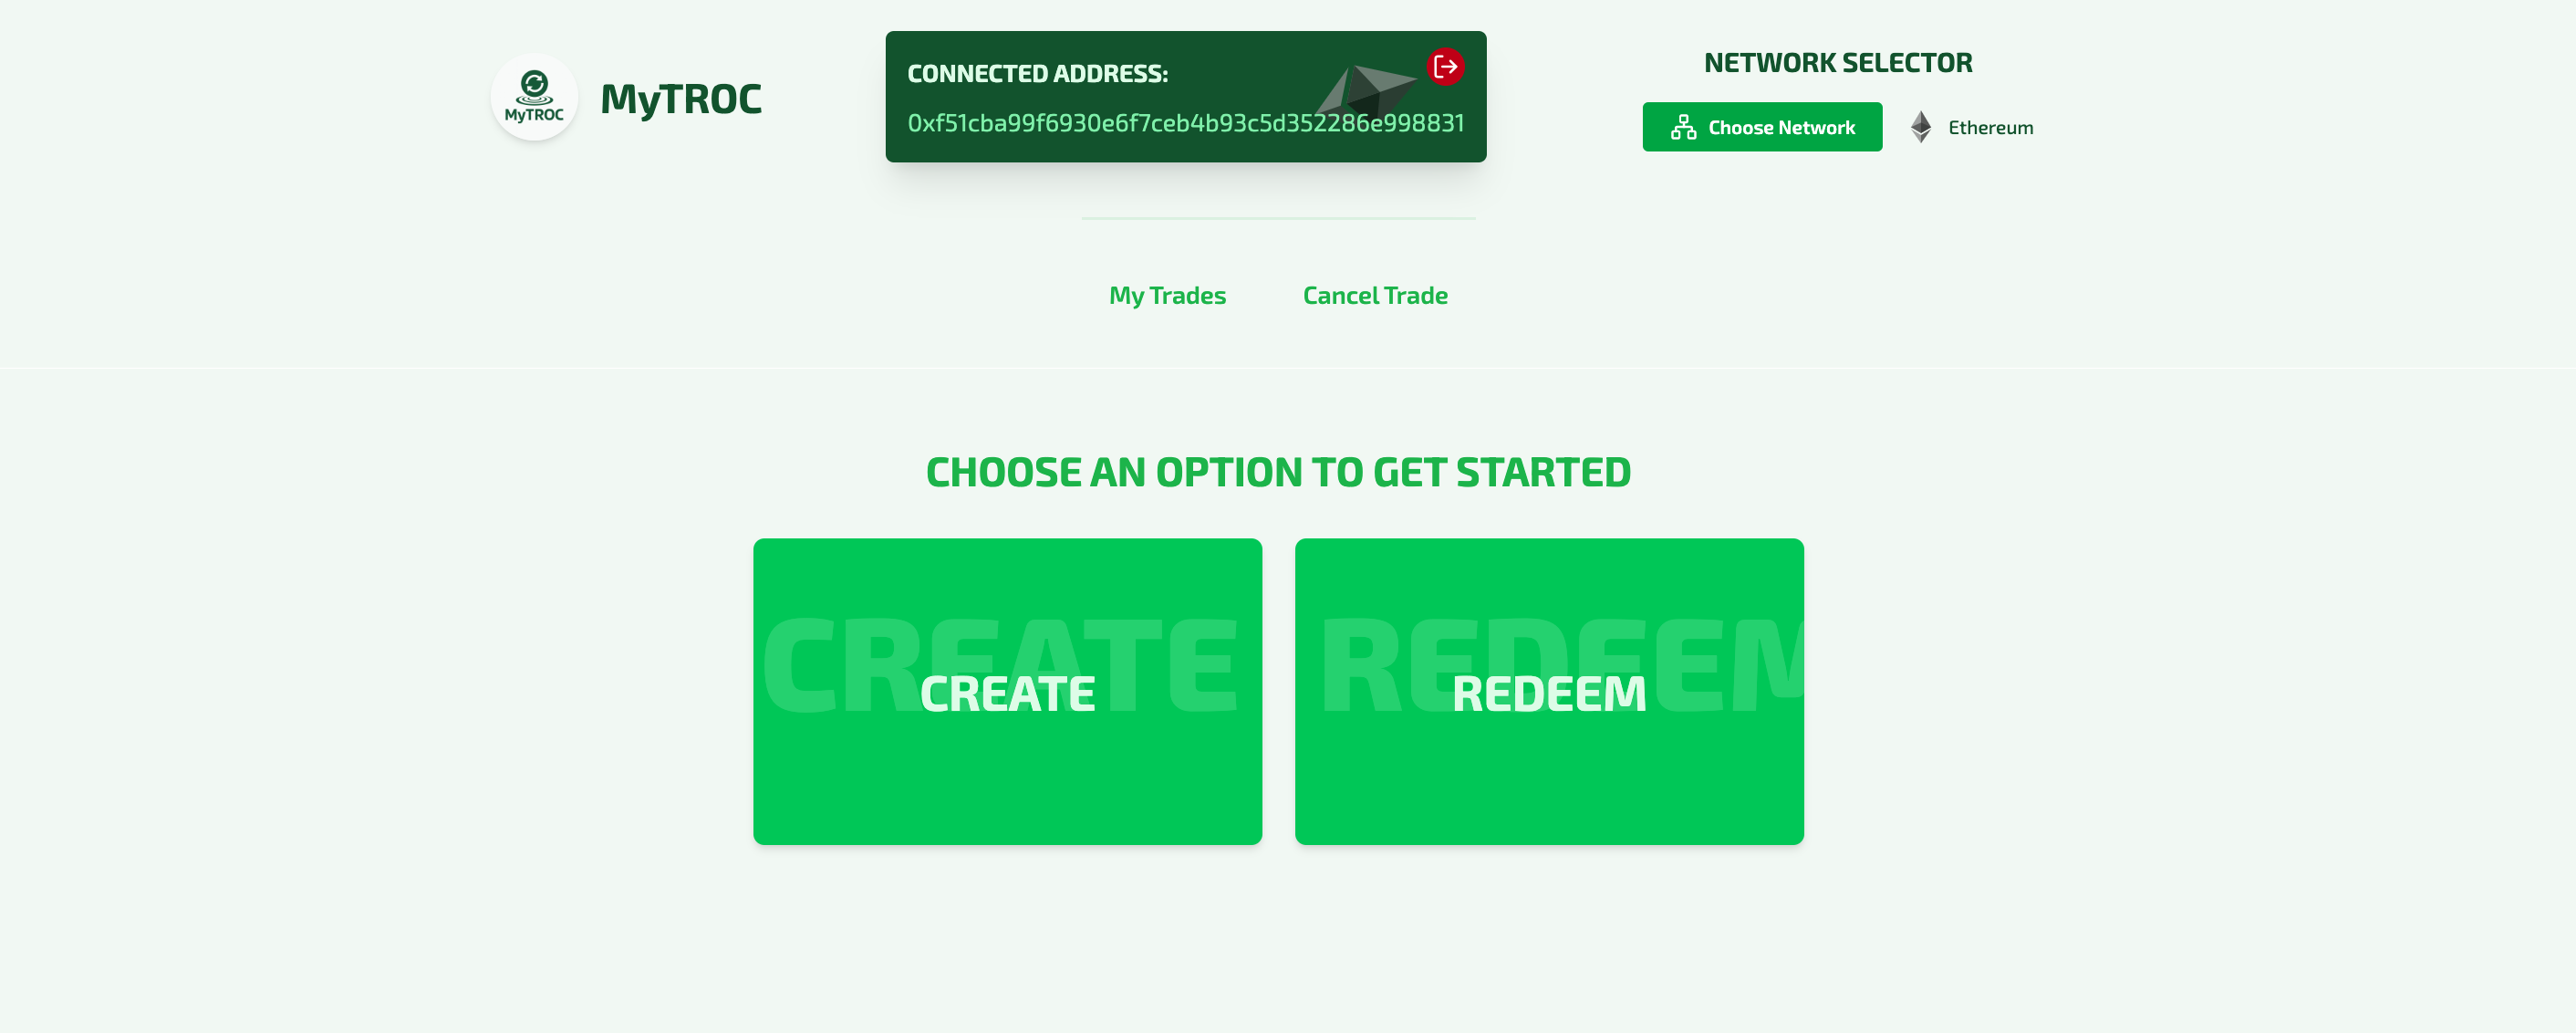 MyTROC
MyTROC
CONNECTED ADDRESS:
0xf51cba99f6930e6f7ceb4b93c5d352286e998831
NETWORK SELECTOR
Choose Network
Ethereum
My Trades
Cancel Trade
CHOOSE AN OPTION TO GET STARTED
CREATE
CREATE
REDEEM
REDEEM